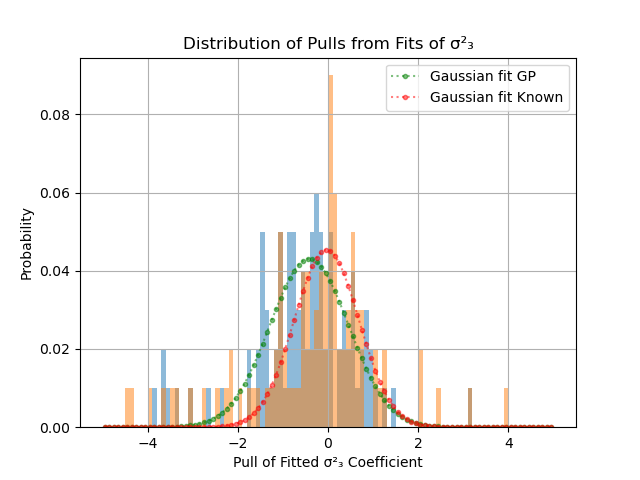 Distribution of Pulls from Fits of σ²₃
Gaussian fit GP
Gaussian fit Known
Probability
0.08
0.06
0.04
0.02
0.00
−4
−2
0
2
4
Pull of Fitted σ²₃ Coefficient